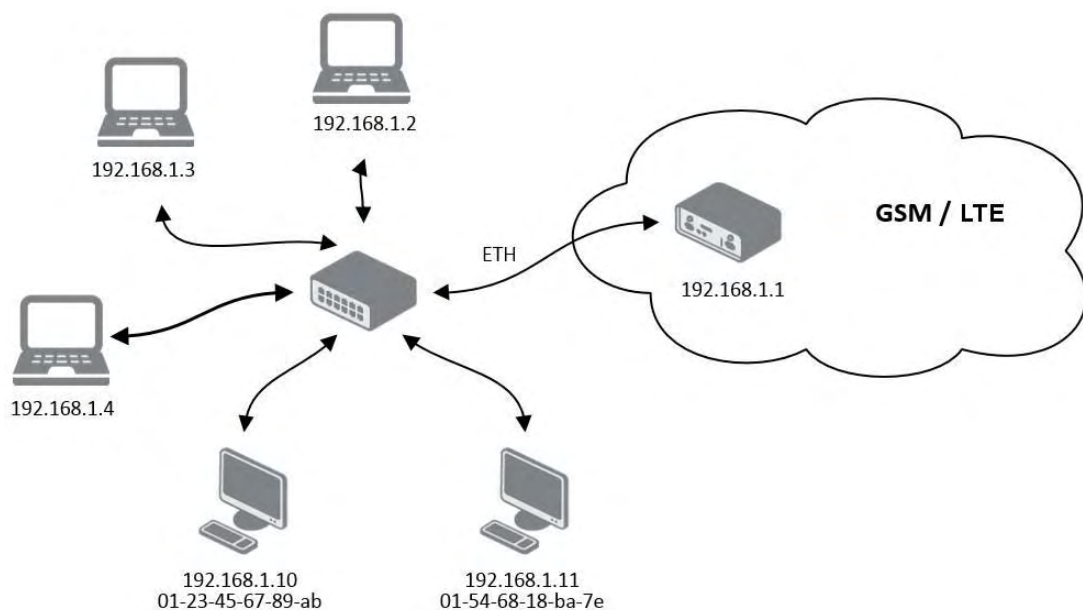 192.168.1.2
192.168.1.3
GSM / LTE
ETH
192.168.1.1
192.168.1.4
192.168.1.10
01-23-45-67-89-ab
192.168.1.11
01-54-68-18-ba-7e